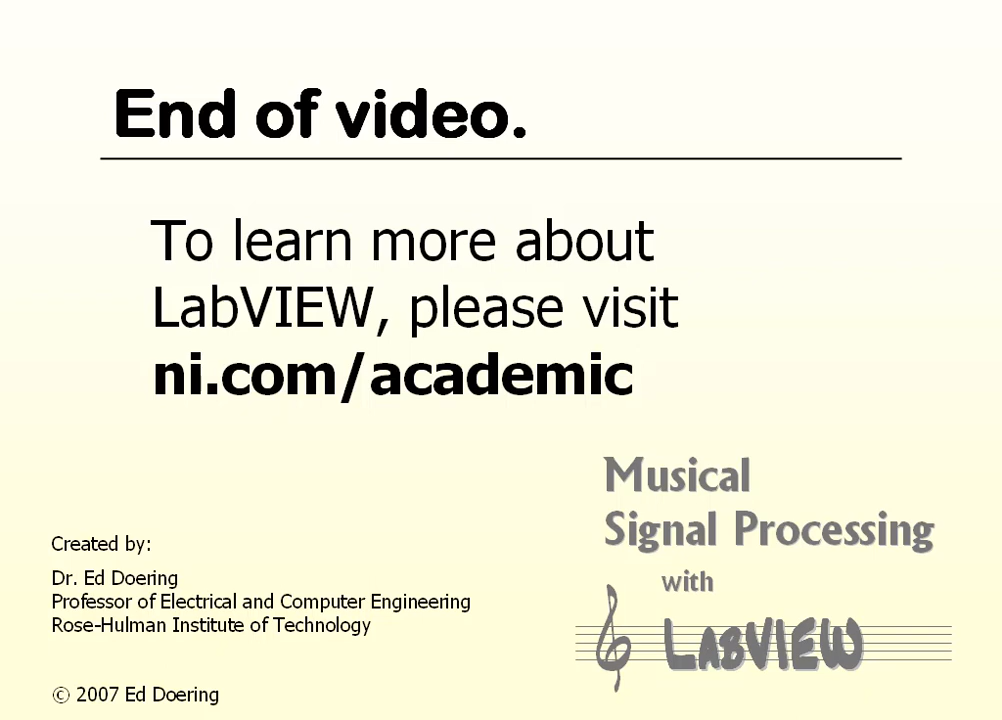 End of video.
To learn more about
LabVIEW, please visit
ni.com/academic
Musical
Signal Processing
with
LABVIEW
Created by:
Dr. Ed Doering
Professor of Electrical and Computer Engineering
Rose-Hulman Institute of Technology
© 2007 Ed Doering